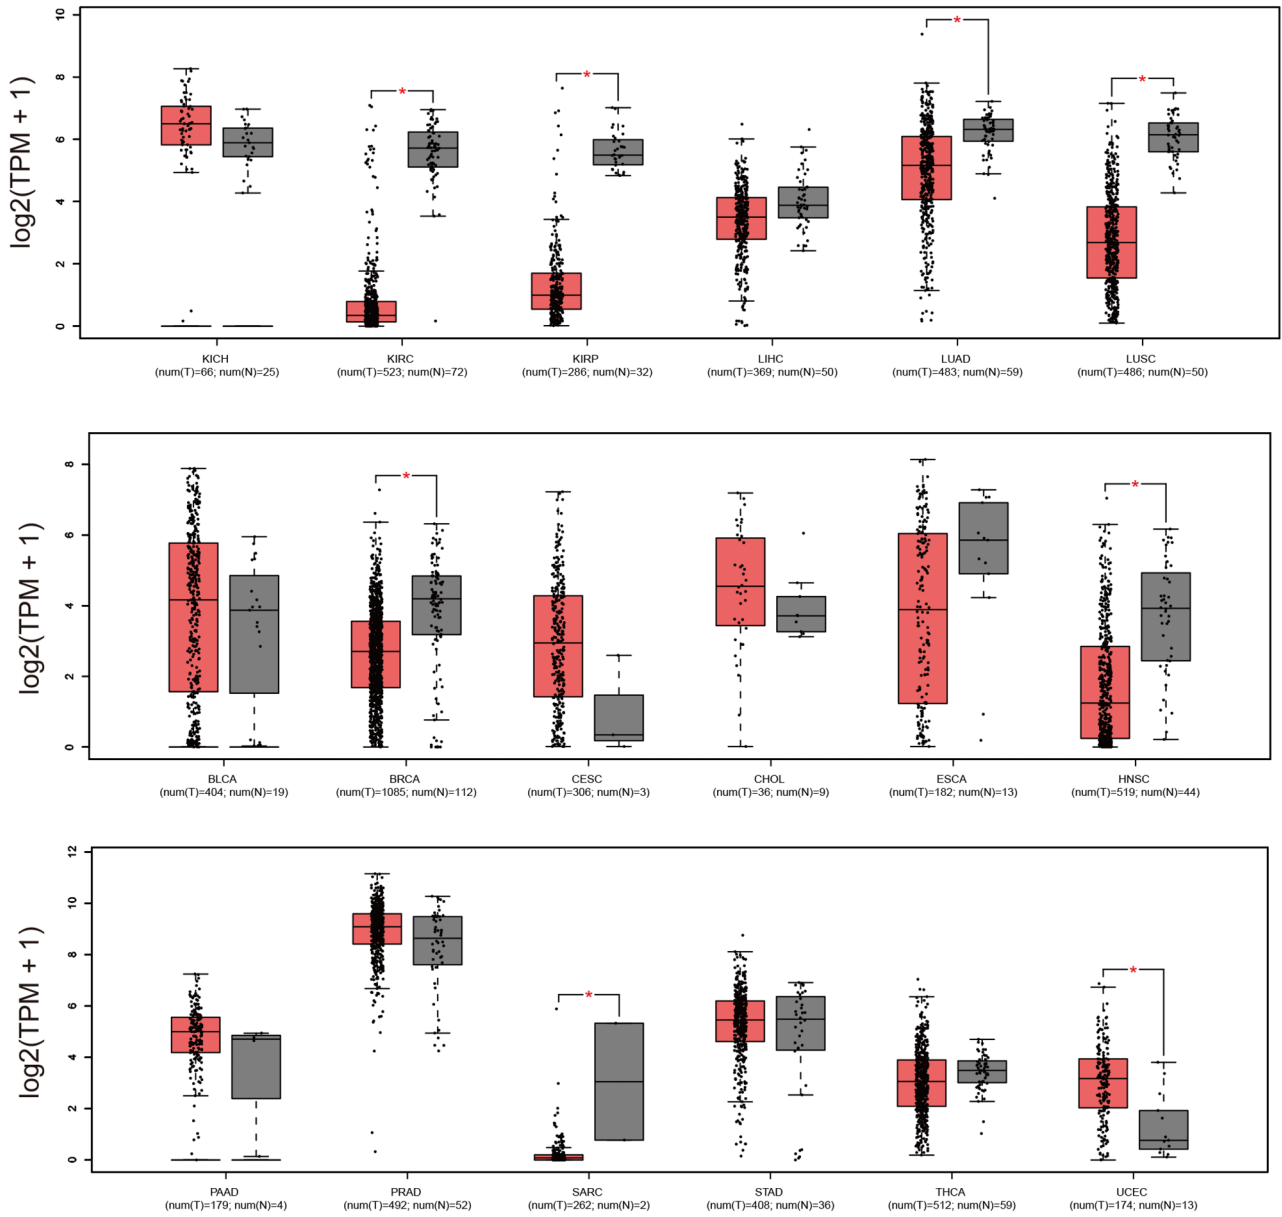 log2(TPM + 1)
10
8
6
4
2
0
* * * *
KICH KIRC KIRP LIHC LUAD LUSC
(num(T)=66; num(N)=25) (num(T)=523; num(N)=72) (num(T)=286; num(N)=32) (num(T)=369; num(N)=50) (num(T)=483; num(N)=59) (num(T)=486; num(N)=50)
log2(TPM + 1)
8
6
4
2
0
* *
BLCA BRCA CESC CHOL ESCA HNSC
(num(T)=404; num(N)=19) (num(T)=1085; num(N)=112) (num(T)=306; num(N)=3) (num(T)=36; num(N)=9) (num(T)=182; num(N)=13) (num(T)=519; num(N)=44)
log2(TPM + 1)
12
10
8
6
4
2
0
* *
PAAD PRAD SARC STAD THCA UCEC
(num(T)=179; num(N)=4) (num(T)=492; num(N)=52) (num(T)=262; num(N)=2) (num(T)=408; num(N)=36) (num(T)=512; num(N)=59) (num(T)=174; num(N)=13)